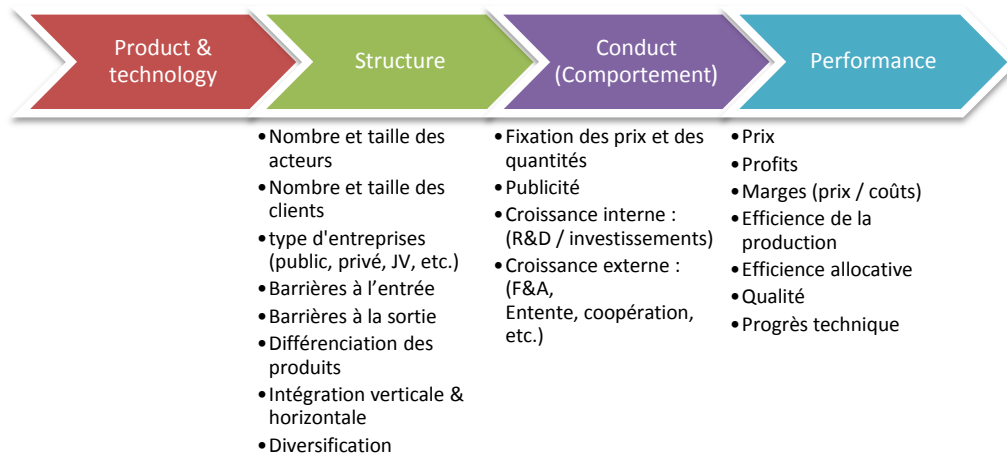 Product &
technology
Structure
Conduct
(Comportement)
Performance
•Nombre et taille des
acteurs
•Nombre et taille des
clients
•type d'entreprises
(public, privé, JV, etc.)
•Barrières à l'entrée
•Barrières à la sortie
•Différenciation des
produits
•Intégration verticale &
horizontale
•Diversification
•Fixation des prix et des
quantités
•Publicité
•Croissance interne :
(R&D / investissements)
•Croissance externe :
(F&A,
Entente, coopération,
etc.)
•Prix
•Profits
•Marges (prix / coûts)
•Efficience de la
production
•Efficience allocative
•Qualité
•Progrès technique